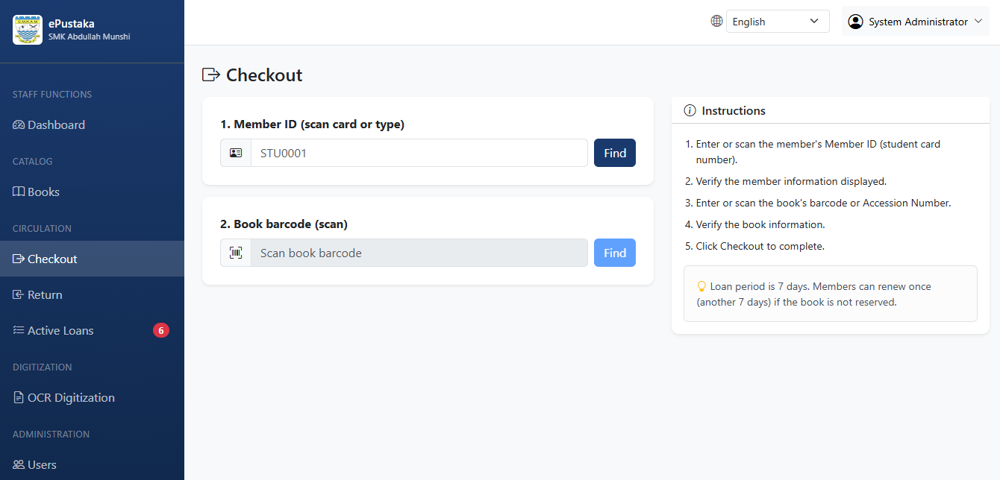 ePustaka
SMK Abdullah Munshi
STAFF FUNCTIONS
Dashboard
CATALOG
Books
CIRCULATION
Checkout
Return
Active Loans 6
DIGITIZATION
OCR Digitization
ADMINISTRATION
Users
English
System Administrator
Checkout
1. Member ID (scan card or type)
STU0001
Find
2. Book barcode (scan)
Scan book barcode
Find
Instructions
1. Enter or scan the member's Member ID (student card
number).
2. Verify the member information displayed.
3. Enter or scan the book's barcode or Accession Number.
4. Verify the book information.
5. Click Checkout to complete.
Loan period is 7 days. Members can renew once
(another 7 days) if the book is not reserved.